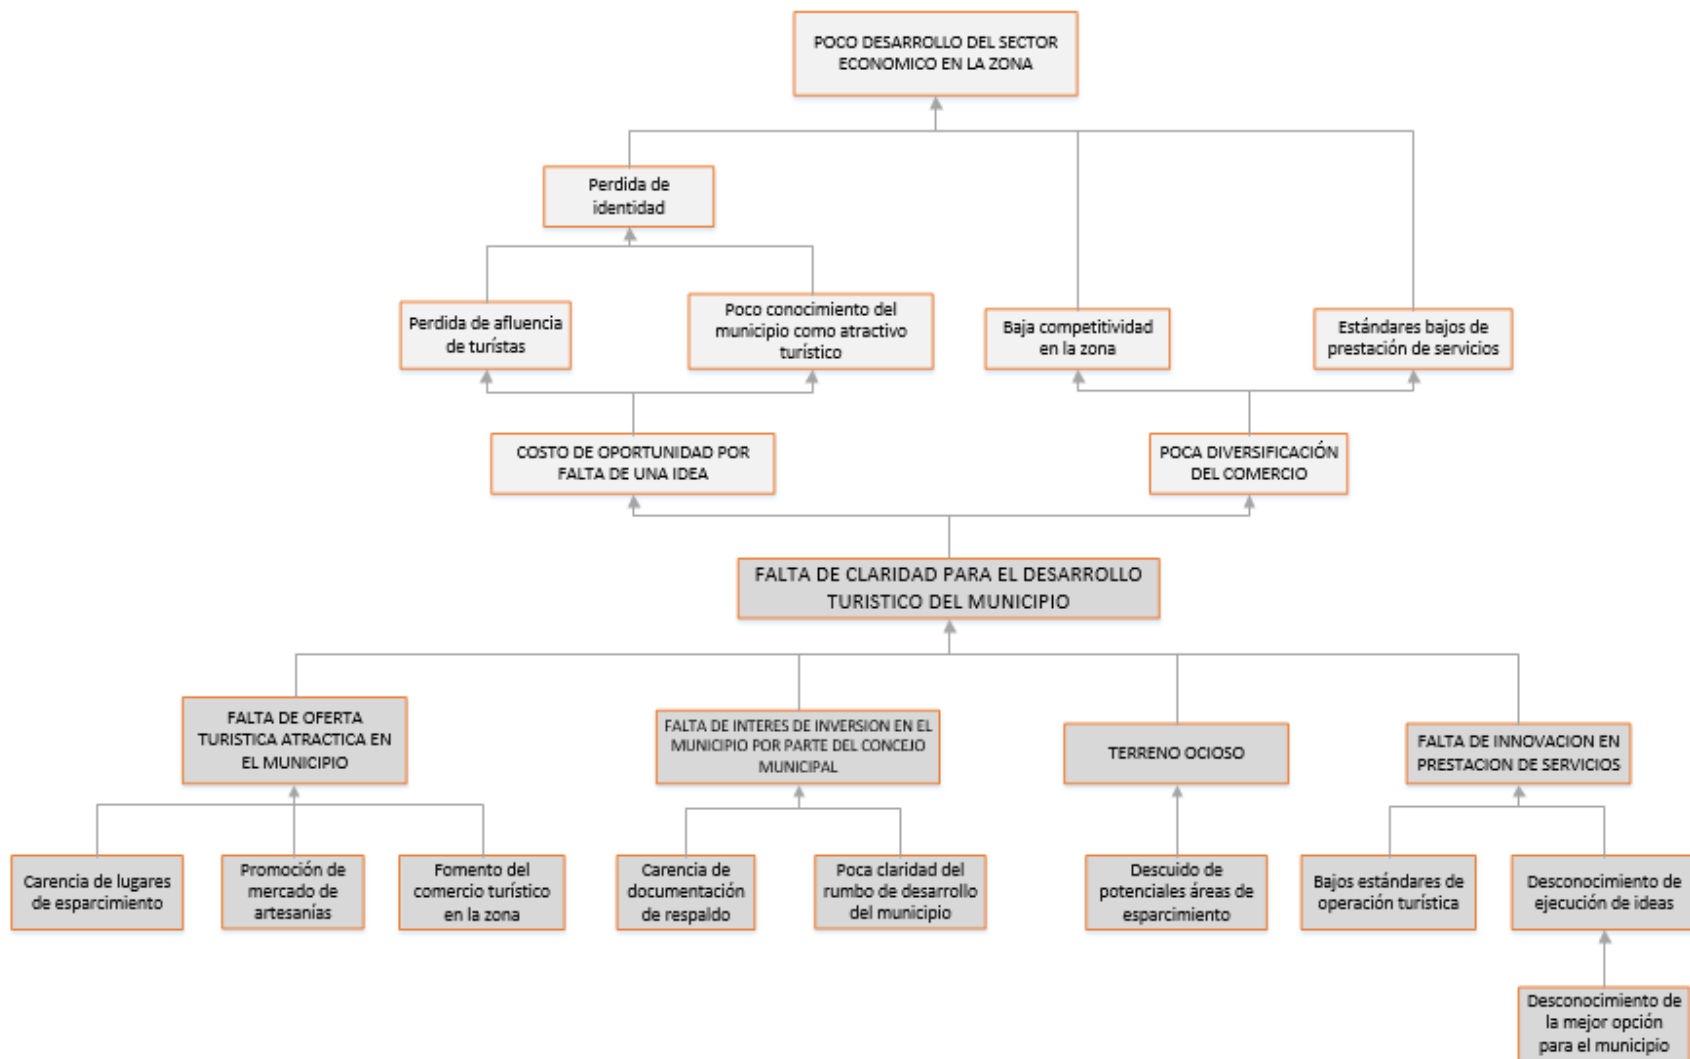 POCO DESARROLLO DEL SECTOR
ECONOMICO EN LA ZONA
Perdida de
identidad
Perdida de afluencia
de turístas
Poco conocimiento del
municipio como atractivo
turístico
Baja competitividad
en la zona
Estándares bajos de
prestación de servicios
COSTO DE OPORTUNIDAD POR
FALTA DE UNA IDEA
POCA DIVERSIFICACIÓN
DEL COMERCIO
FALTA DE CLARIDAD PARA EL DESARROLLO
TURISTICO DEL MUNICIPIO
FALTA DE OFERTA
TURISTICA ATRACTICA EN
EL MUNICIPIO
FALTA DE INTERES DE INVERSION EN EL
MUNICIPIO POR PARTE DEL CONCEJO
MUNICIPAL
TERRENO OCIOSO
FALTA DE INNOVACION EN
PRESTACION DE SERVICIOS
Carencia de lugares
de esparcimiento
Promoción de
mercado de
artesanías
Fomento del
comercio turístico
en la zona
Carencia de
documentación
de respaldo
Poca claridad del
rumbo de desarrollo
del municipio
Descuido de
potenciales áreas de
esparcimiento
Bajos estándares de
operación turística
Desconocimiento de
ejecución de ideas
Desconocimiento de
la mejor opción
para el municipio